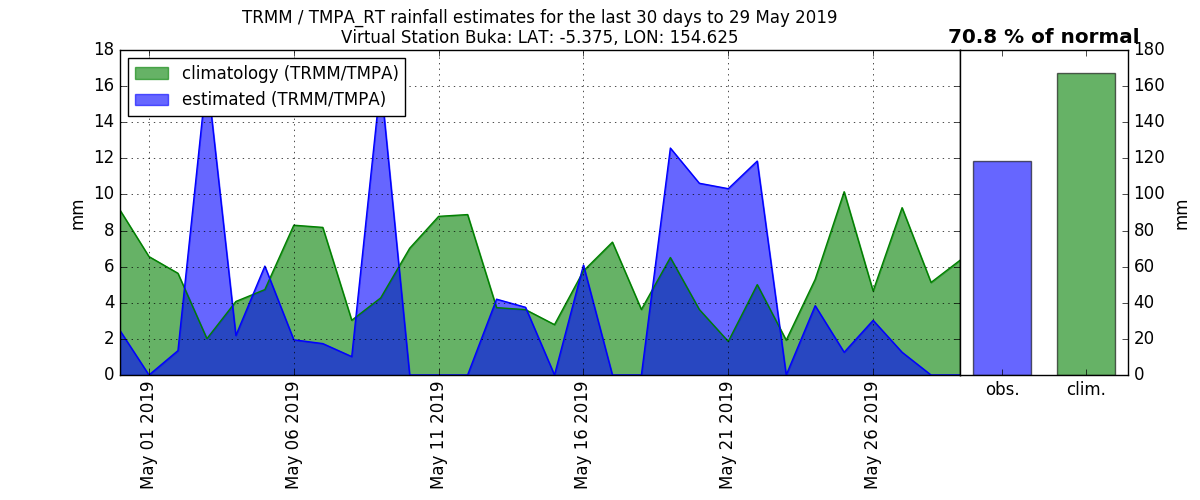 TRMM / TMPA_RT rainfall estimates for the last 30 days to 29 May 2019
Virtual Station Buka: LAT: -5.375, LON: 154.625
70.8 % of normal
climatology (TRMM/TMPA)
estimated (TRMM/TMPA)
18
16
14
12
10
8
6
4
2
0
mm
May 01 2019
May 06 2019
May 11 2019
May 16 2019
May 21 2019
May 26 2019
obs.
clim.
180
160
140
120
100
80
60
40
20
0
mm